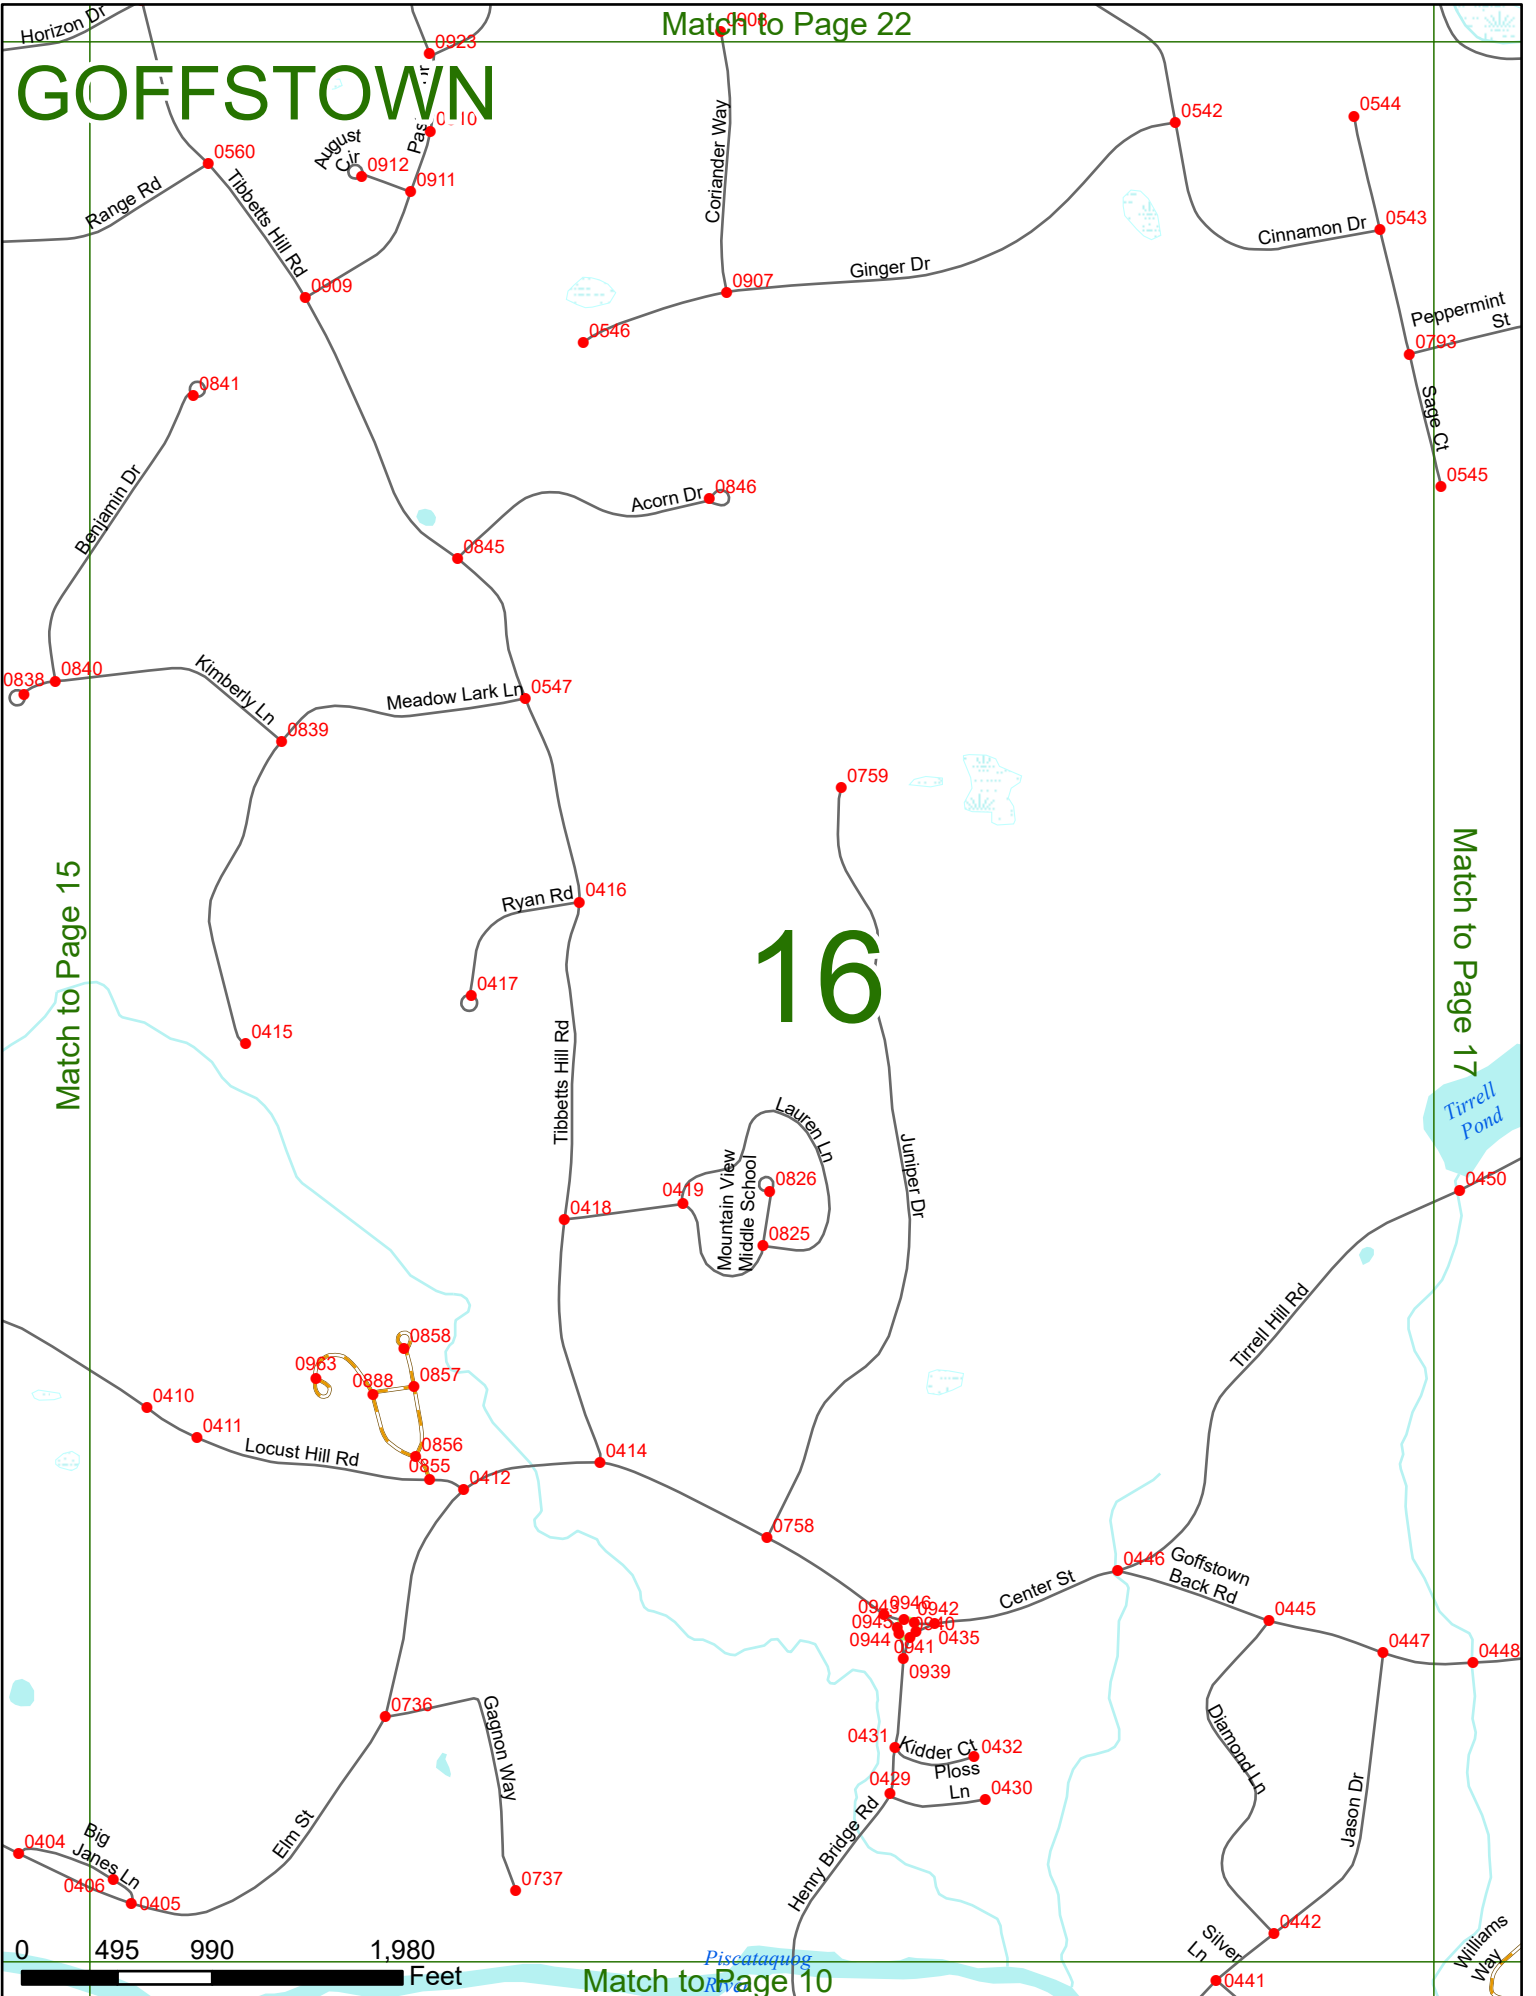 Horizon Dr
Match to Page 22
0908
0923
GOFFSTOWN
0542
0544
August
Cir
0912
0911
0560
Range Rd
Tibbetts Hill Rd
Coriander Way
Cinnamon Dr
0543
0909
Ginger Dr
0907
0546
Peppermint
St
0793
0841
Sage Ct
0545
Benjamin Dr
Acorn Dr
0846
0845
0838
0840
Kimberly Ln
Meadow Lark Ln
0547
0839
0759
Match to Page 15
Match to Page 17
Ryan Rd
0416
16
0417
0415
Tibbetts Hill Rd
Tirrell
Pond
Lauren Ln
Juniper Dr
Mountain View
Middle School
0826
0419
0418
0825
0450
Tirrell Hill Rd
0858
0963
0888
0857
0410
0411
Locust Hill Rd
0856
0855
0412
0414
0758
0446
Goffstown
Back Rd
Center St
0943
0946
0942
0945
0940
0944
0941
0435
0939
0445
0447
0448
0736
Gagnon Way
0431
Kidder Ct
0432
Ploss
Ln
0429
0430
Diamond Ln
Jason Dr
Henry Bridge Rd
Elm St
0404
Big
Janes Ln
0406
0405
0737
0442
Silver
Ln
0441
Williams
Way
0 495 990 1,980
Feet
Piscataquog
River
Match to Page 10